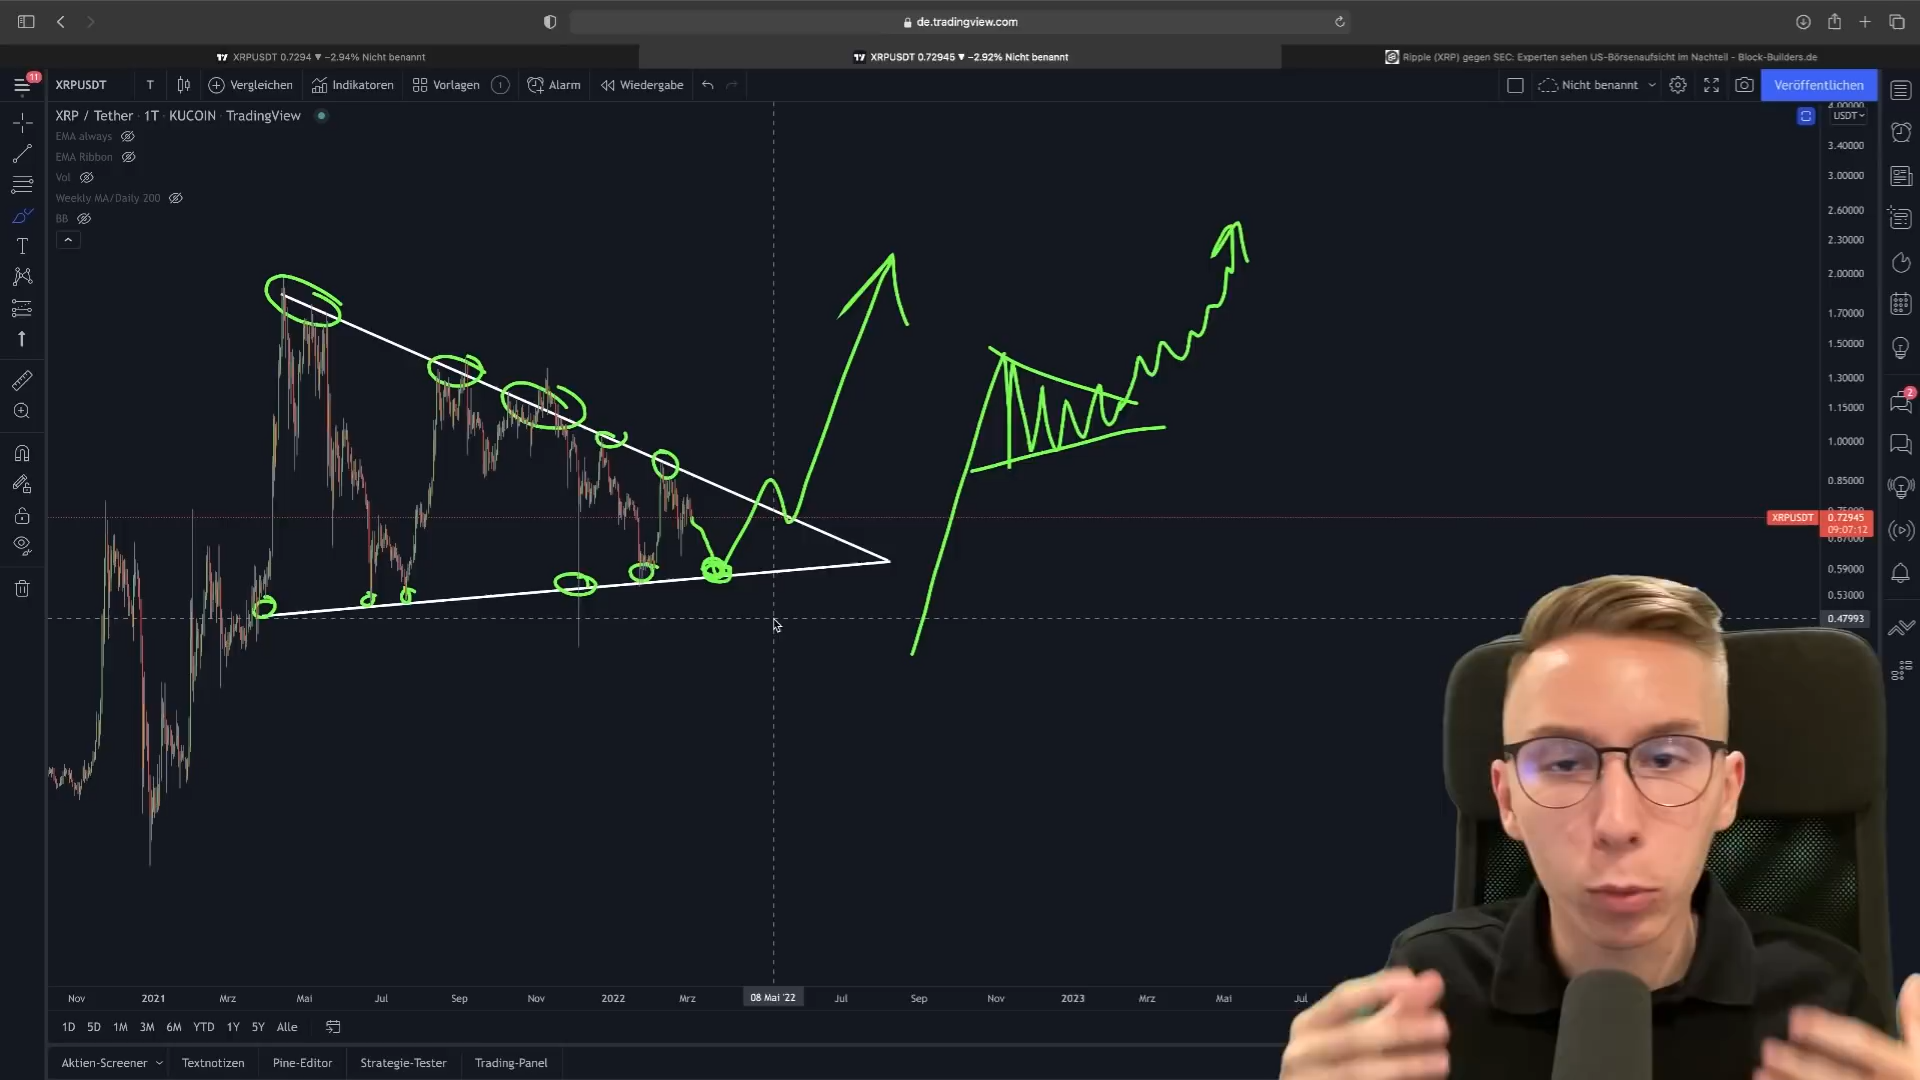 de.tradingview.com
XRPUSDT 0.7294 ▼ −2.94% Nicht benannt
XRPUSDT 0.72945 ▼ −2.92% Nicht benannt
Ripple (XRP) gegen SEC: Experten sehen US-Börsenaufsicht im Nachteil - Block-Builders.de
11
XRPUSDT
T
Vergleichen
Indikatoren
Vorlagen
Alarm
Wiedergabe
Nicht benannt
Veröffentlichen
XRP / Tether · 1T · KUCOIN · TradingView
EMA always
EMA Ribbon
Vol
Weekly MA/Daily 200
BB
USDT
3.40000
3.00000
2.60000
2.30000
2.00000
1.70000
1.50000
1.30000
1.15000
1.00000
0.85000
XRPUSDT 0.72945
09:07:12
0.59000
0.53000
0.47993
2
Nov 2021 Mrz Mai Jul Sep Nov 2022 Mrz 08 Mai '22 Jul Sep Nov 2023 Mrz Mai Jul
1D 5D 1M 3M 6M YTD 1Y 5Y Alle
Aktien-Screener Textnotizen Pine-Editor Strategie-Tester Trading-Panel